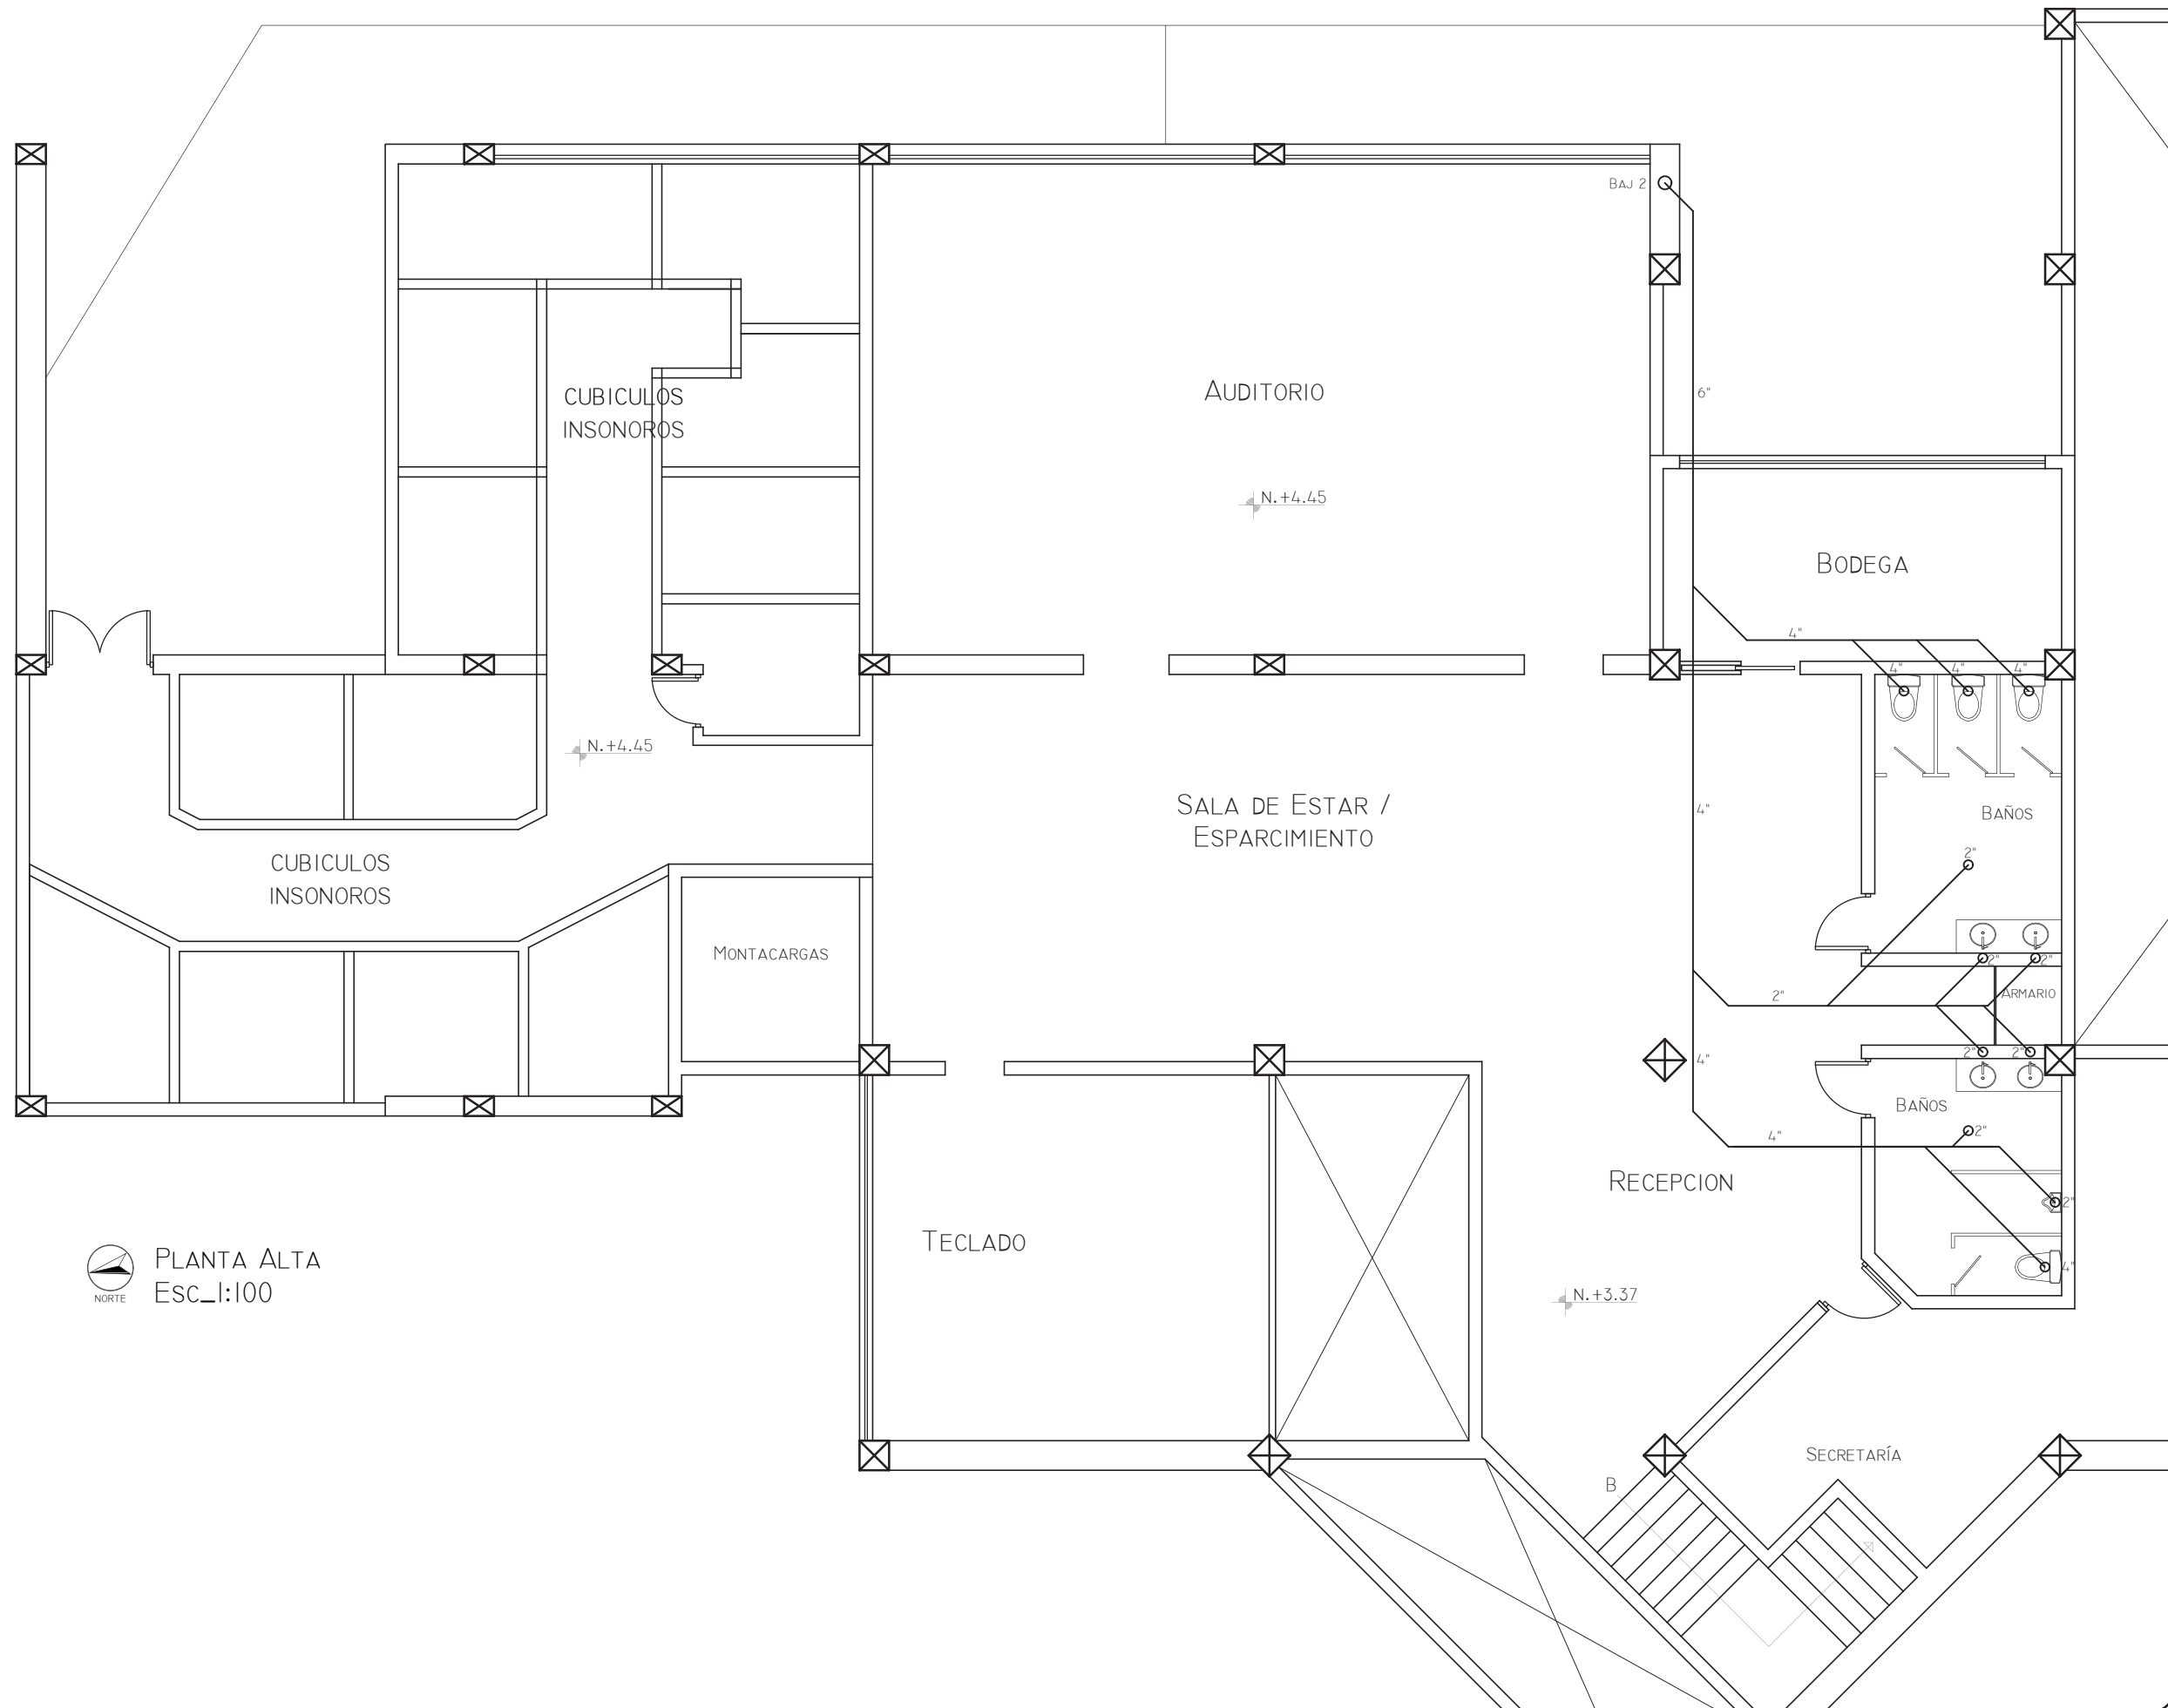 BAJ 2
CUBICULOS
INSONOROS
AUDITORIO
6"
N.+4.45
BODEGA
4"
4"
4"
4"
N.+4.45
SALA DE ESTAR /
ESPARCIMIENTO
4"
BAÑOS
2"
CUBICULOS
INSONOROS
MONTACARGAS
2"
2"
2"
ARMARIO
4"
2"
2"
BAÑOS
4"
2"
RECEPCION
2"
TECLADO
PLANTA ALTA
ESC_1:100
NORTE
4"
N.+3.37
SECRETARÍA
B